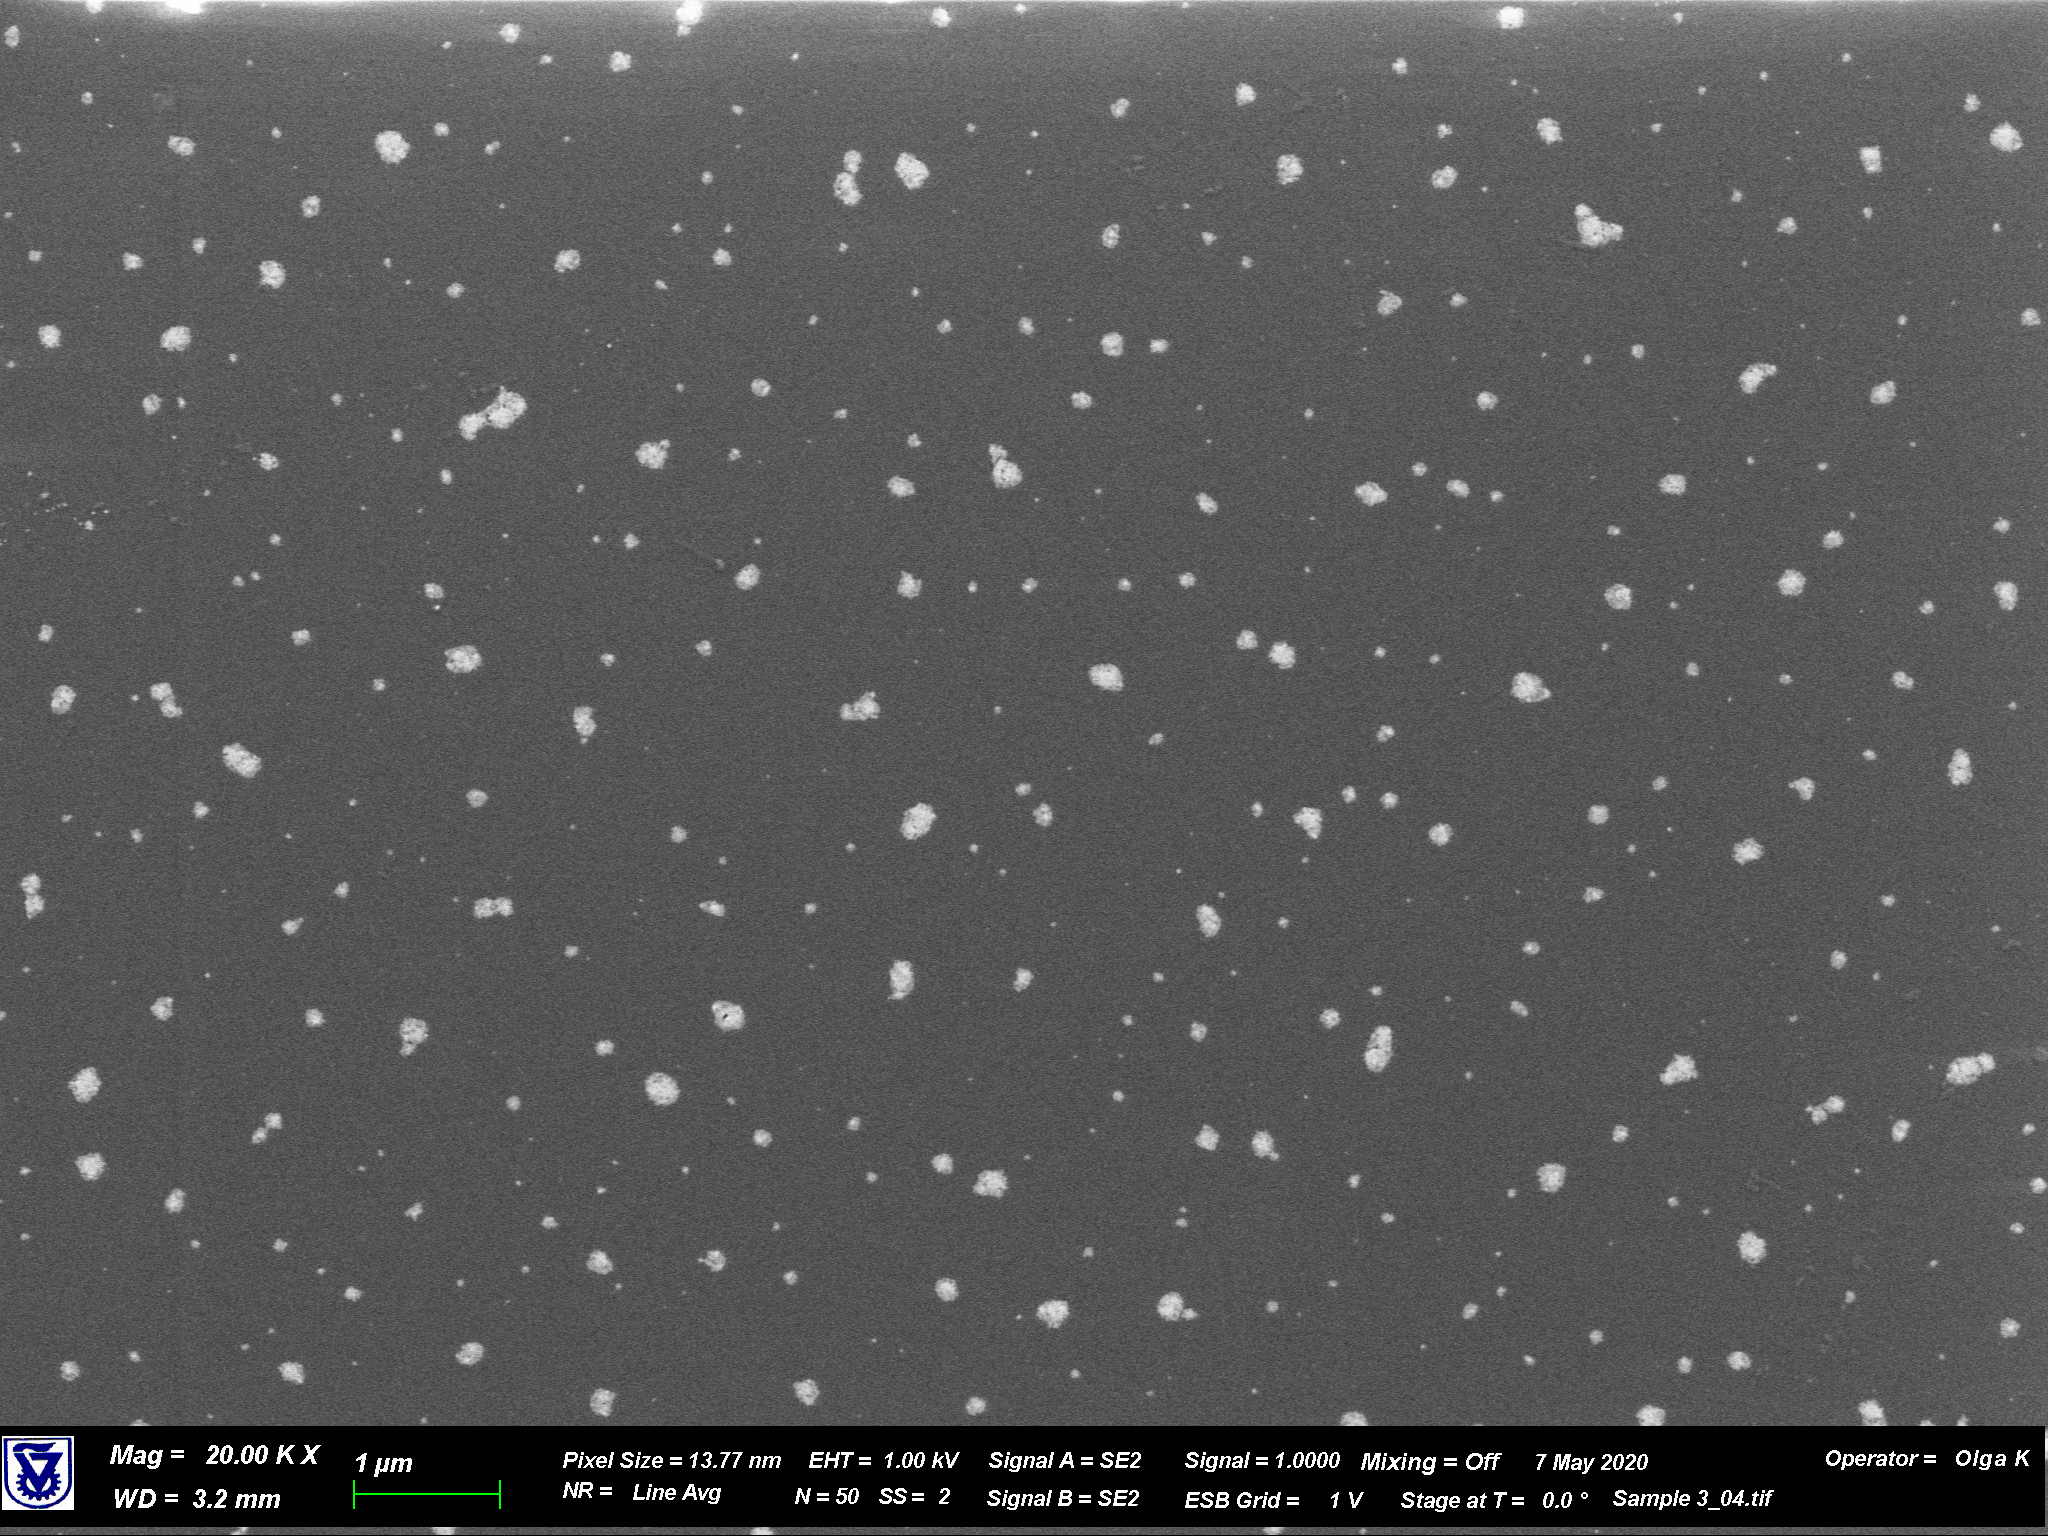 Mag = 20.00 K X 1 µm Pixel Size = 13.77 nm EHT = 1.00 kV Signal A = SE2 Signal = 1.0000 Mixing = Off 7 May 2020 Operator = Olga K
WD = 3.2 mm NR = Line Avg N = 50 SS = 2 Signal B = SE2 ESB Grid = 1 V Stage at T = 0.0 ° Sample 3_04.tif